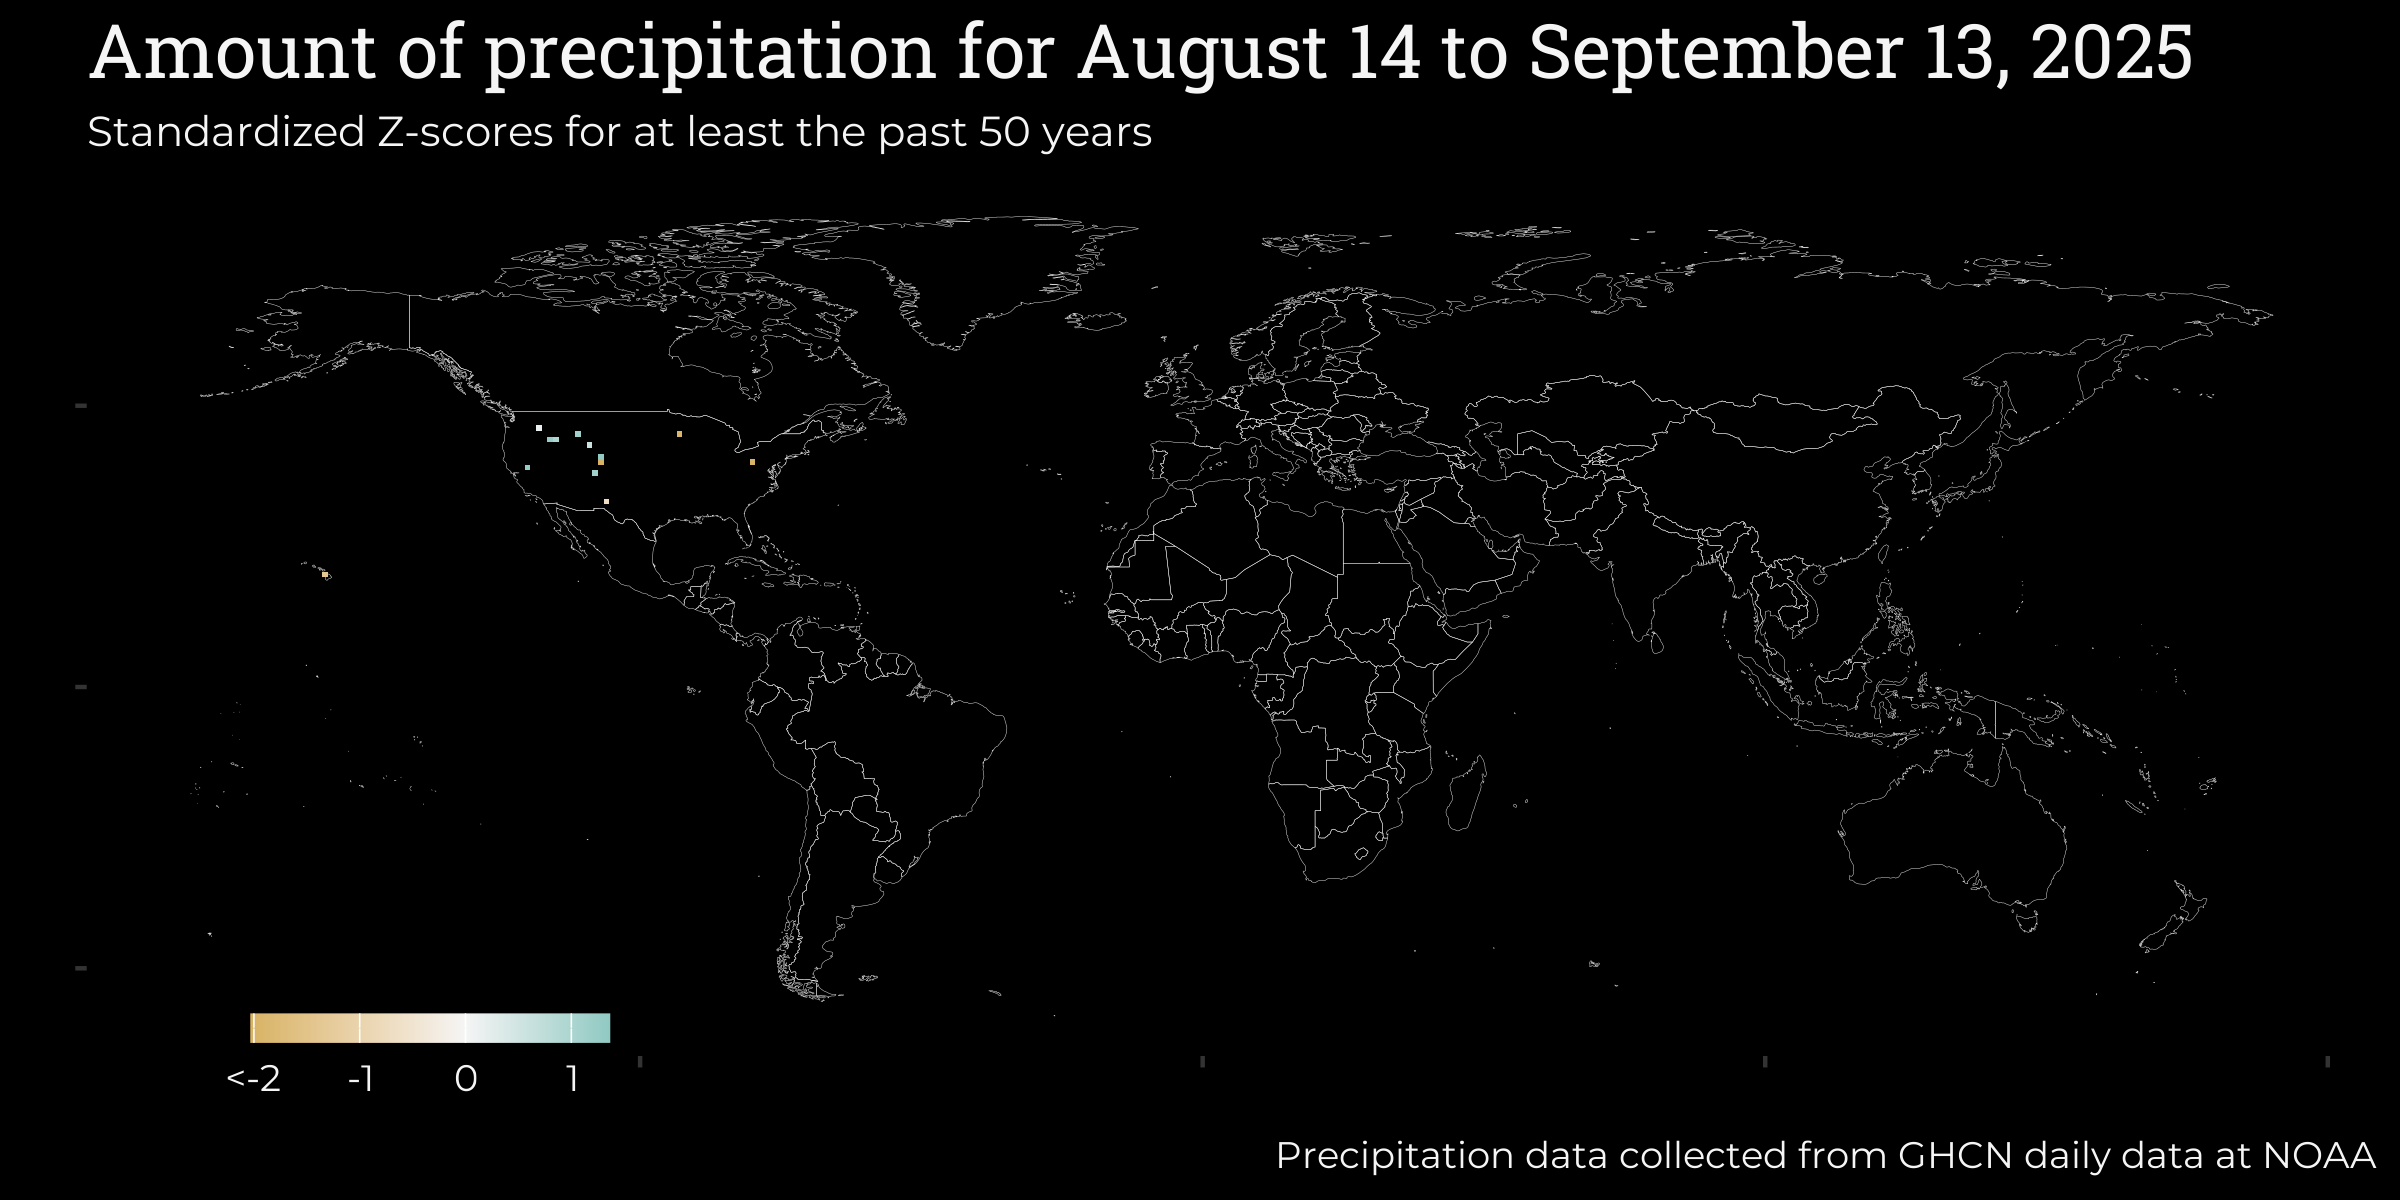 Amount of precipitation for August 14 to September 13, 2025
Standardized Z-scores for at least the past 50 years
<-2 -1 0 1
Precipitation data collected from GHCN daily data at NOAA